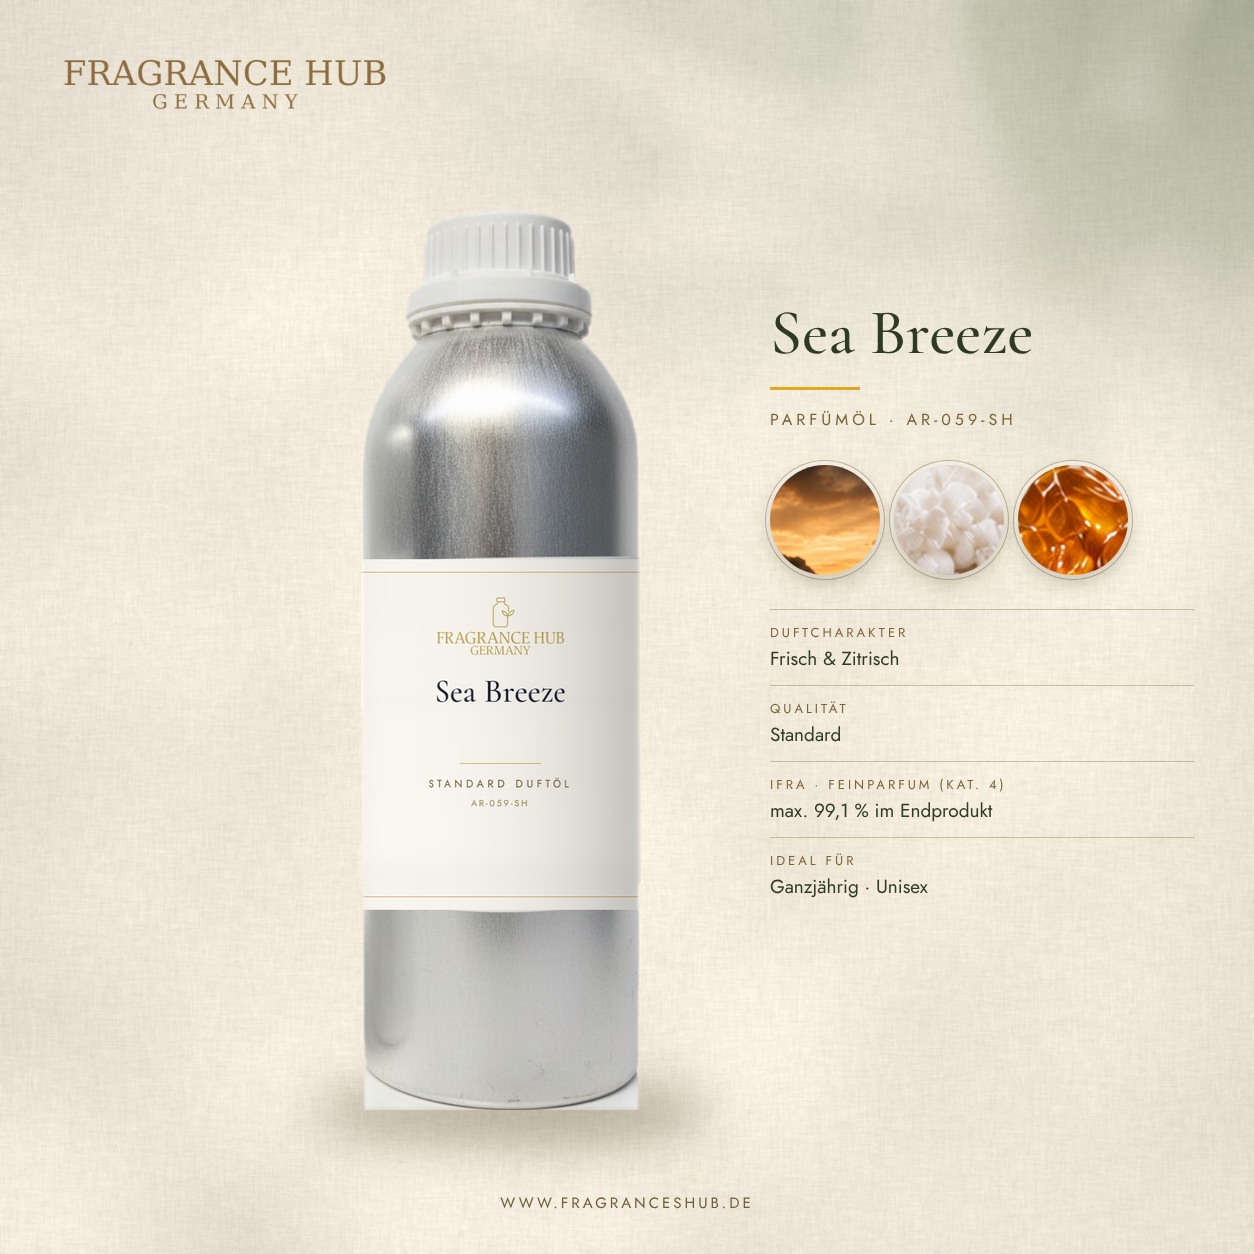 FRAGRANCE HUB
GERMANY
FRAGRANCE HUB
GERMANY
Sea Breeze
STANDARD DUFTÖL
AR-059-SH
Sea Breeze
PARFÜMÖL · AR-059-SH
DUFTCHARAKTER
Frisch & Zitrisch
QUALITÄT
Standard
IFRA · FEINPARFUM (KAT. 4)
max. 99,1 % im Endprodukt
IDEAL FÜR
Ganzjährig · Unisex
WWW.FRAGRANCESHUB.DE